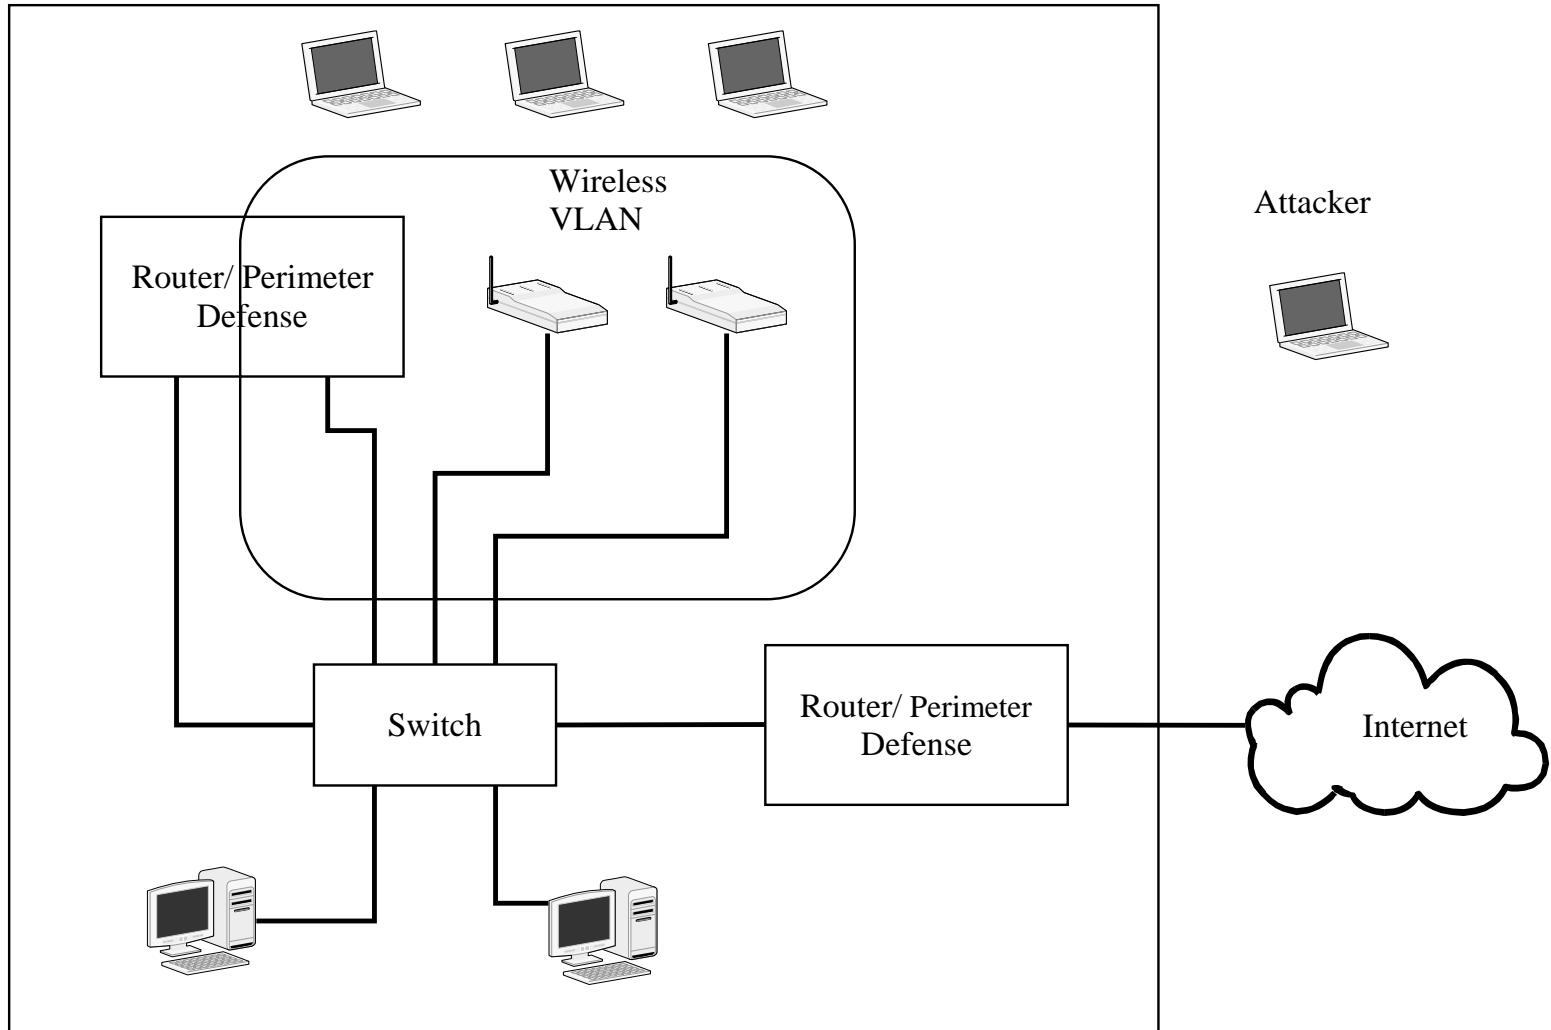 Wireless
VLAN
Attacker
Router/ Perimeter
Defense
Switch
Router/ Perimeter
Defense
Internet